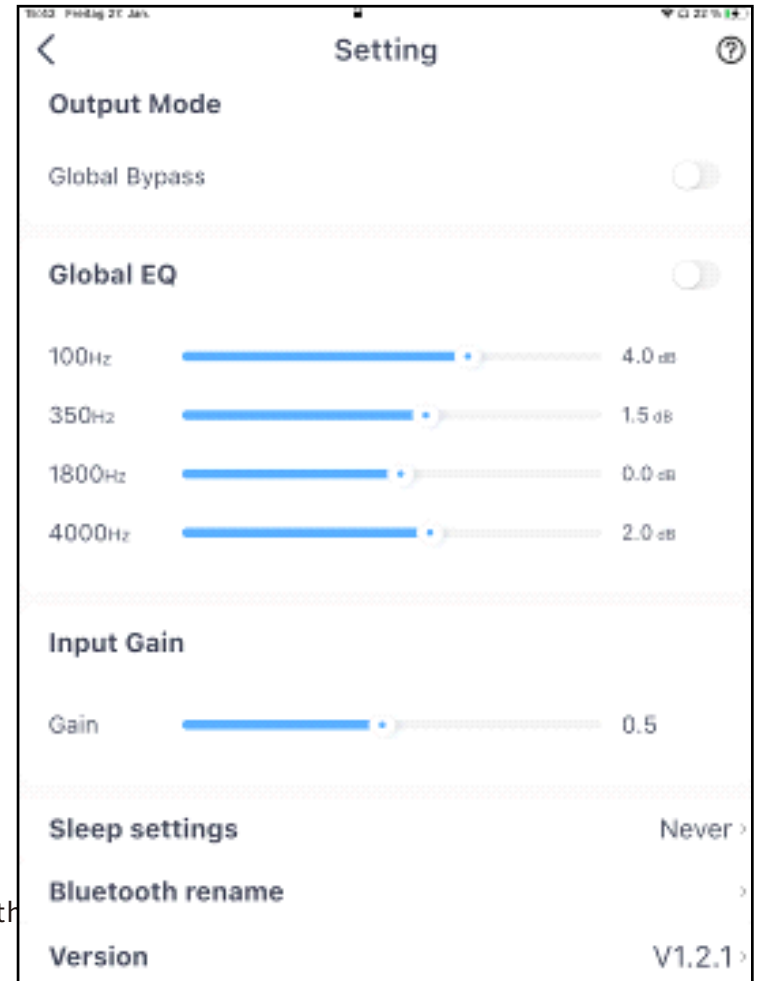 Setting
Output Mode
Global Bypass
Global EQ
100Hz 4.0 dB
350Hz 1.5 dB
1800Hz 0.0 dB
4000Hz 2.0 dB
Input Gain
Gain 0.5
Sleep settings Never
Bluetooth rename
th
Version V1.2.1